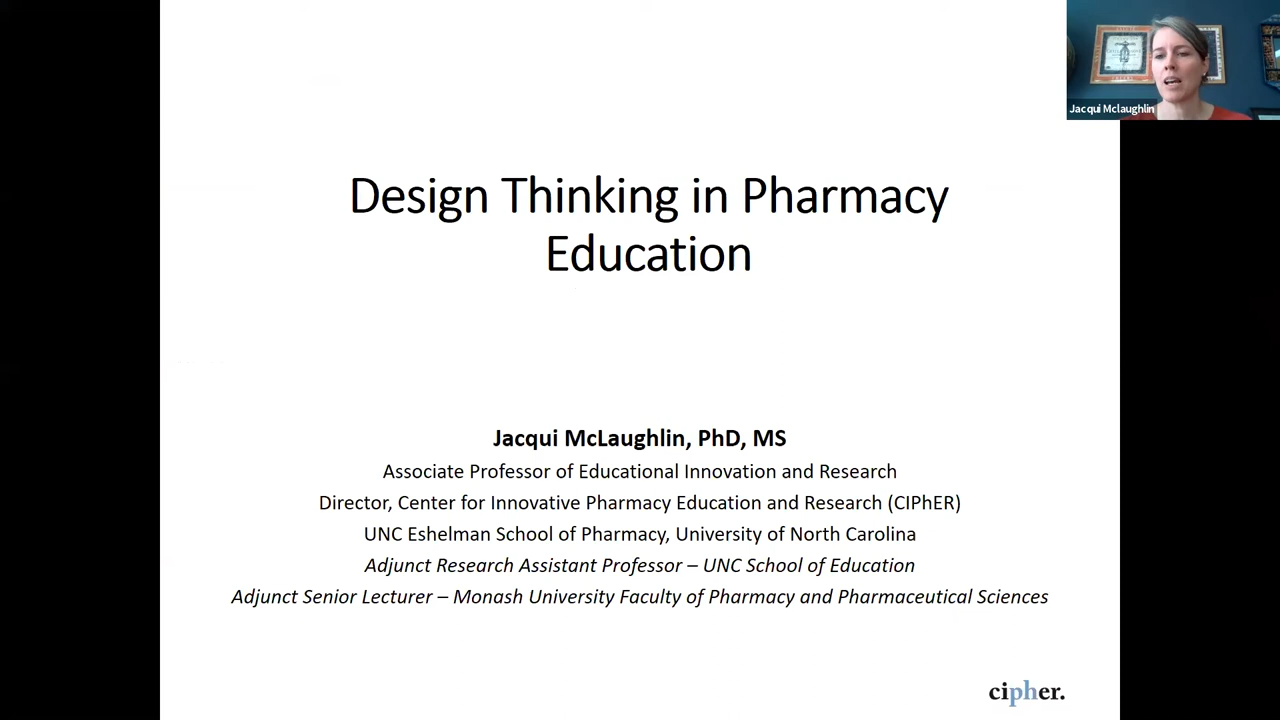 Jacqui Mclaughlin
Design Thinking in Pharmacy
Education
Jacqui McLaughlin, PhD, MS
Associate Professor of Educational Innovation and Research
Director, Center for Innovative Pharmacy Education and Research (CIPhER)
UNC Eshelman School of Pharmacy, University of North Carolina
Adjunct Research Assistant Professor – UNC School of Education
Adjunct Senior Lecturer – Monash University Faculty of Pharmacy and Pharmaceutical Sciences
cipher.